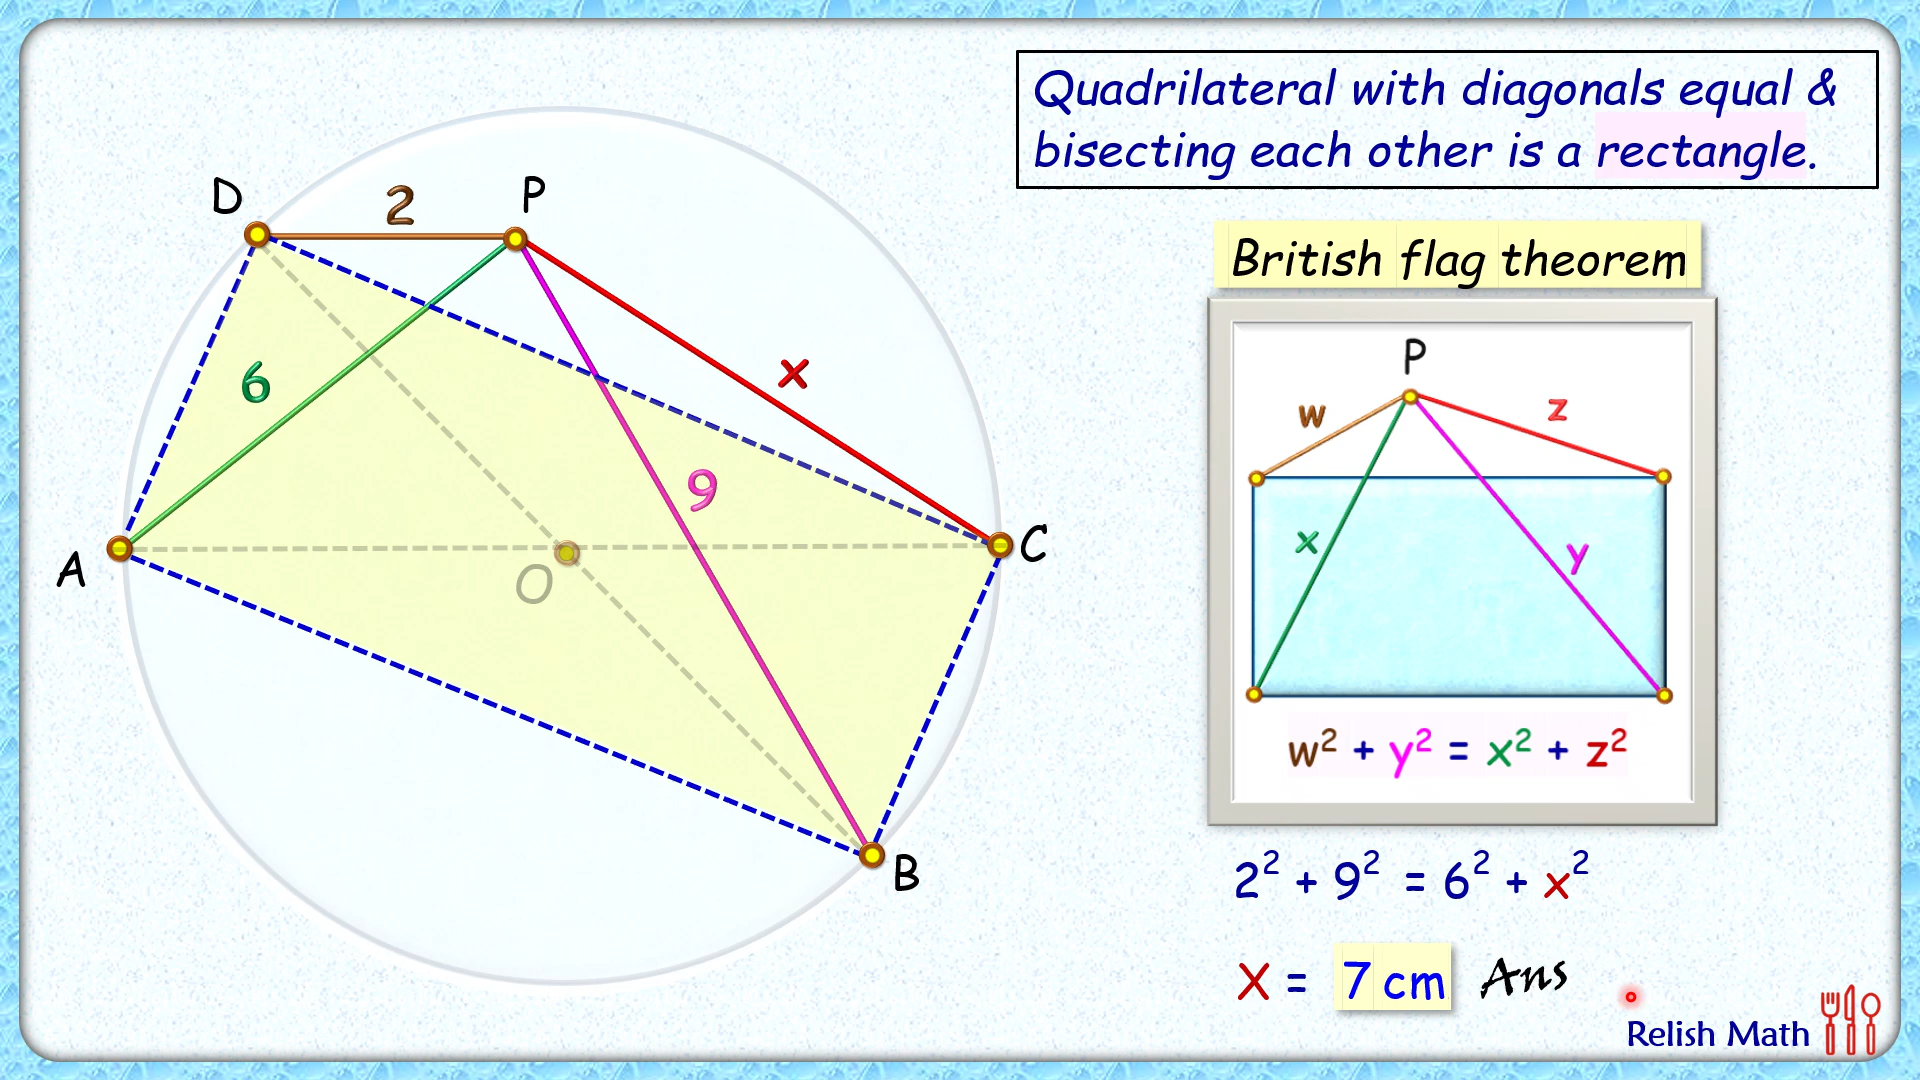 Quadrilateral with diagonals equal &
bisecting each other is a rectangle.
British flag theorem
D
2
P
6
x
9
A
O
C
B
P
w
z
x
y
w² + y² = x² + z²
2² + 9² = 6² + x²
X = 7 cm Ans
Relish Math